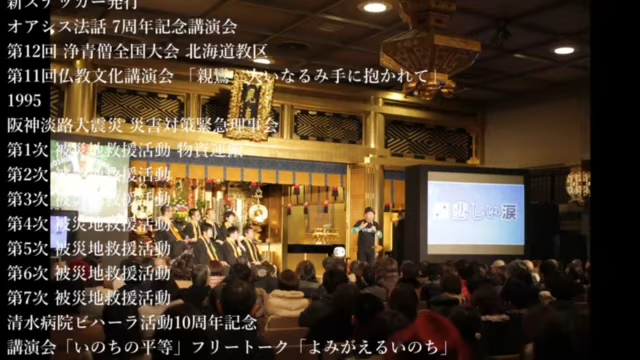 新ステッカー発行
オアシス法話 7周年記念講演会
第12回 浄青僧全国大会 北海道教区
第11回仏教文化講演会 「親鸞 大いなるみ手に抱かれて」
1995
阪神淡路大震災 災害対策緊急理事会
第1次 被災地救援活動 物資運搬
第2次 被災地救援活動
第3次 被災地救援活動
第4次 被災地救援活動
第5次 被災地救援活動
第6次 被災地救援活動
第7次 被災地救援活動
清水病院ビハーラ活動10周年記念
講演会「いのちの平等」フリートーク「よみがえるいのち」
悲しい涙